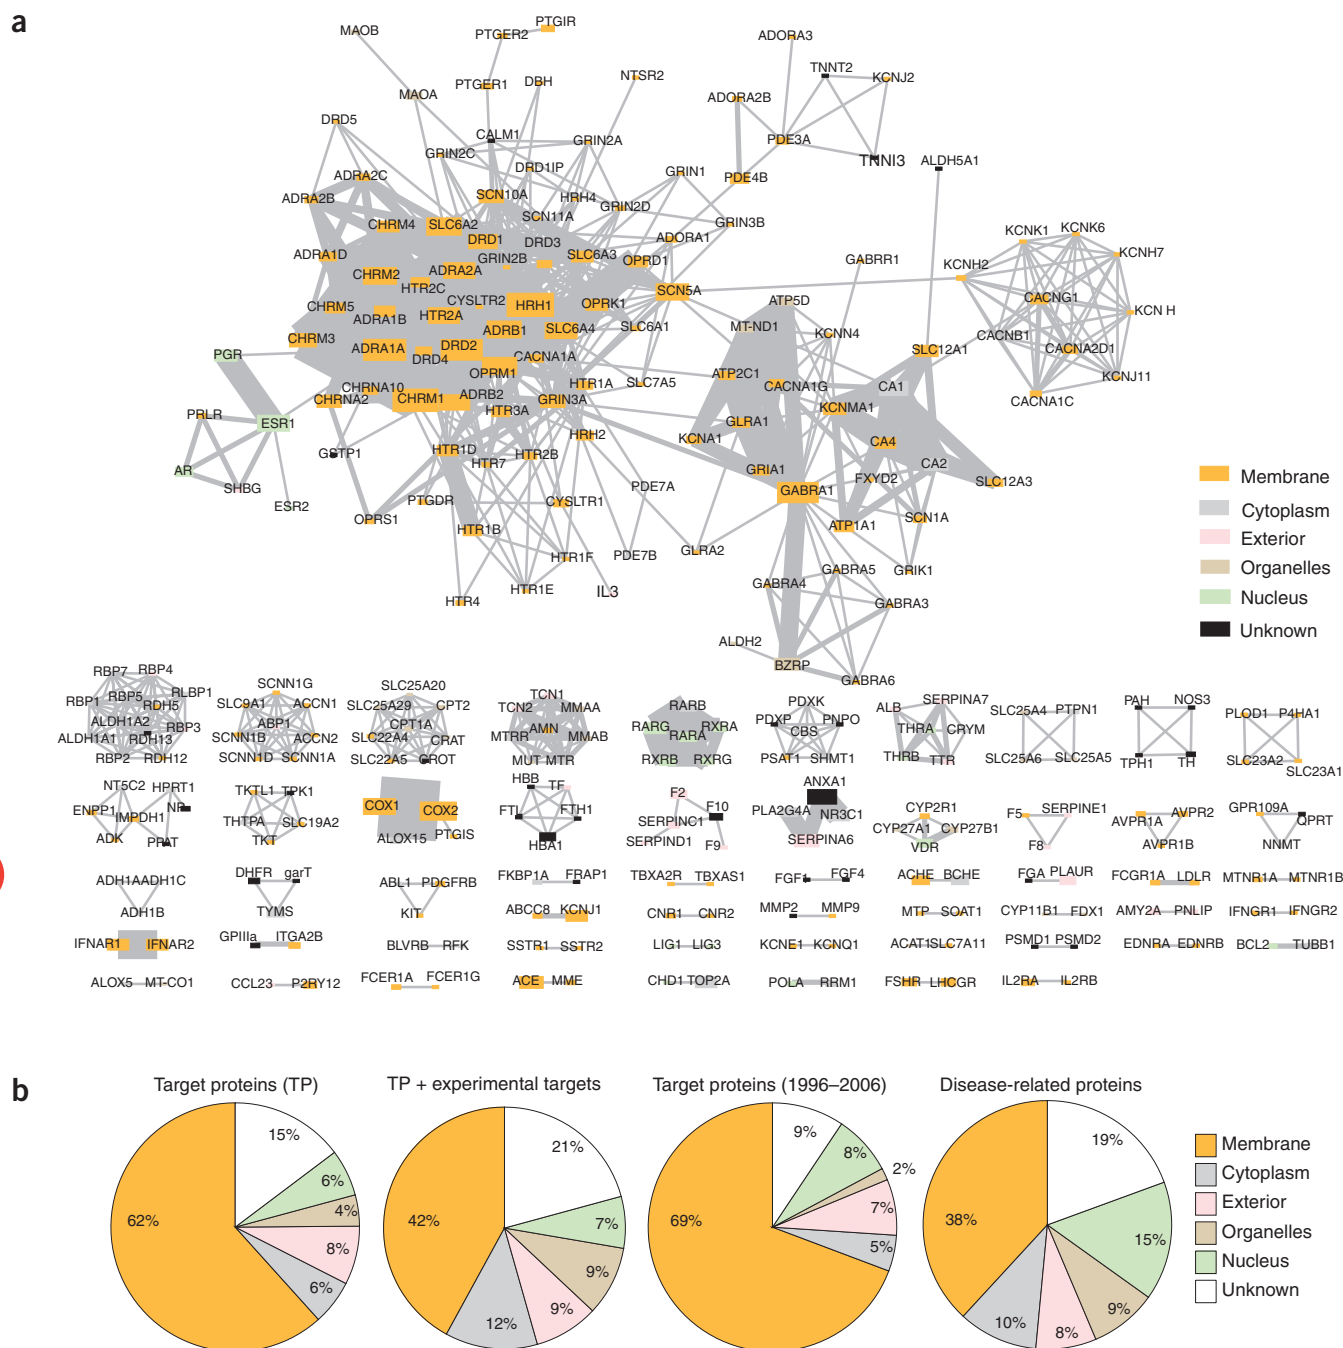 a
PTGIR
MAOB
PTGER2
ADORA3
TNNT2
KCNJ2
NTSR2
PTGER1
DBH
MAOA
ADORA2B
DRD5
CALM1
GRIN2A
PDE3A
GRIN2C
TNNI3
ALDH5A1
DRD1IP
GRIN1
ADRA2C
PDE4B
ADRA2B
SCN10A
HRH4
GRIN2D
SCN11A
GRIN3B
CHRM4
SLC6A2
KCNK1
KCNK6
DRD1
DRD3
ADORA1
KCNH7
ADRA1D
GRIN2B
SLC6A3
OPRD1
GABRR1
KCNH2
CHRM2
ADRA2A
HTR2C
SCN5A
CYSLTR2
HRH1
OPRK1
ATP5D
CACNG1
CHRM5
KCN H
ADRA1B
HTR2A
ADRB1
SLC6A4
SLC6A1
MT-ND1
KCNN4
CACNB1
CHRM3
ADRA1A
DRD4
DRD2
CACNA1A
SLC12A1
CACNA2D1
PGR
OPRM1
HTR1A
SLC7A5
ATP2C1
CACNA1G
CA1
KCNJ11
CHRNA10
CHRNA2
CHRM1
ADRB2
GRIN3A
KCNMA1
CACNA1C
PRLR
ESR1
HTR3A
GLRA1
HRH2
KCNA1
CA4
GSTP1
HTR1D
HTR7
HTR2B
GRIA1
CA2
AR
FXYD2
SHBG
PDE7A
GABRA1
SLC12A3
ESR2
PTGDR
CYSLTR1
OPRS1
HTR1B
ATP1A1
SCN1A
HTR1F
PDE7B
GLRA2
GABRA5
GRIK1
HTR1E
IL3
GABRA4
HTR4
GABRA3
ALDH2
BZRP
GABRA6
Membrane
Cytoplasm
Exterior
Organelles
Nucleus
Unknown
RBP7 RBP4
RBP1 RBP5 RLBP1
RDH5
ALDH1A2 RBP3
ALDH1A1 RDH13
RBP2 RDH12
SCNN1G
SLC9A1 ACCN1
ABP1
SCNN1B ACCN2
SCNN1D SCNN1A
SLC25A20
SLC25A29 CPT2
CPT1A
SLC22A4 CRAT
SLC22A5 CROT
TCN1
TCN2 MMAA
AMN
MTRR MMAB
MUT MTR
RARB
RARG RXRA
RARA
RXRB RXRG
PDXK
PDXP PNPO
CBS
PSAT1 SHMT1
SERPINA7
ALB
THRA CRYM
THRB TTR
SLC25A4 PTPN1
SLC25A6 SLC25A5
PAH NOS3
TPH1 TH
PLOD1 P4HA1
SLC23A2 SLC23A1
NT5C2 HPRT1
ENPP1 IMPDH1 NP
ADK PRAT
TKTL1 TPK1
THTPA SLC19A2
TKT
COX1 COX2
ALOX15 PTGIS
HBB TF
FTL FTH1
HBA1
F2 F10
SERPINC1
SERPIND1 F9
ANXA1
PLA2G4A NR3C1
SERPINA6
CYP2R1
CYP27A1 CYP27B1
VDR
F5 SERPINE1
F8
AVPR1A AVPR2
AVPR1B
GPR109A QPRT
NNMT
ADH1A ADH1C
ADH1B
DHFR garT
TYMS
ABL1 PDGFRB
KIT
FKBP1A FRAP1
TBXA2R TBXAS1
FGF1 FGF4
ACHE BCHE
FGA PLAUR
FCGR1A LDLR
MTNR1A MTNR1B
ABCC8 KCNJ1
CNR1 CNR2
MMP2 MMP9
MTP SOAT1
CYP11B1 FDX1
AMY2A PNLIP
IFNGR1 IFNGR2
IFNAR1 IFNAR2
GPIIIa ITGA2B
BLVRB RFK
SSTR1 SSTR2
LIG1 LIG3
KCNE1 KCNQ1
ACAT1 SLC7A11
PSMD1 PSMD2
EDNRA EDNRB
BCL2 TUBB1
ALOX5 MT-CO1
CCL23 P2RY12
FCER1A FCER1G
ACE MME
CHD1 TOP2A
POLA RRM1
FSHR LHCGR
IL2RA IL2RB
b
Target proteins (TP)
15%
6%
4%
8%
6%
62%
TP + experimental targets
21%
7%
9%
9%
12%
42%
Target proteins (1996–2006)
9%
8%
2%
7%
5%
69%
Disease-related proteins
19%
15%
9%
8%
10%
38%
Membrane
Cytoplasm
Exterior
Organelles
Nucleus
Unknown